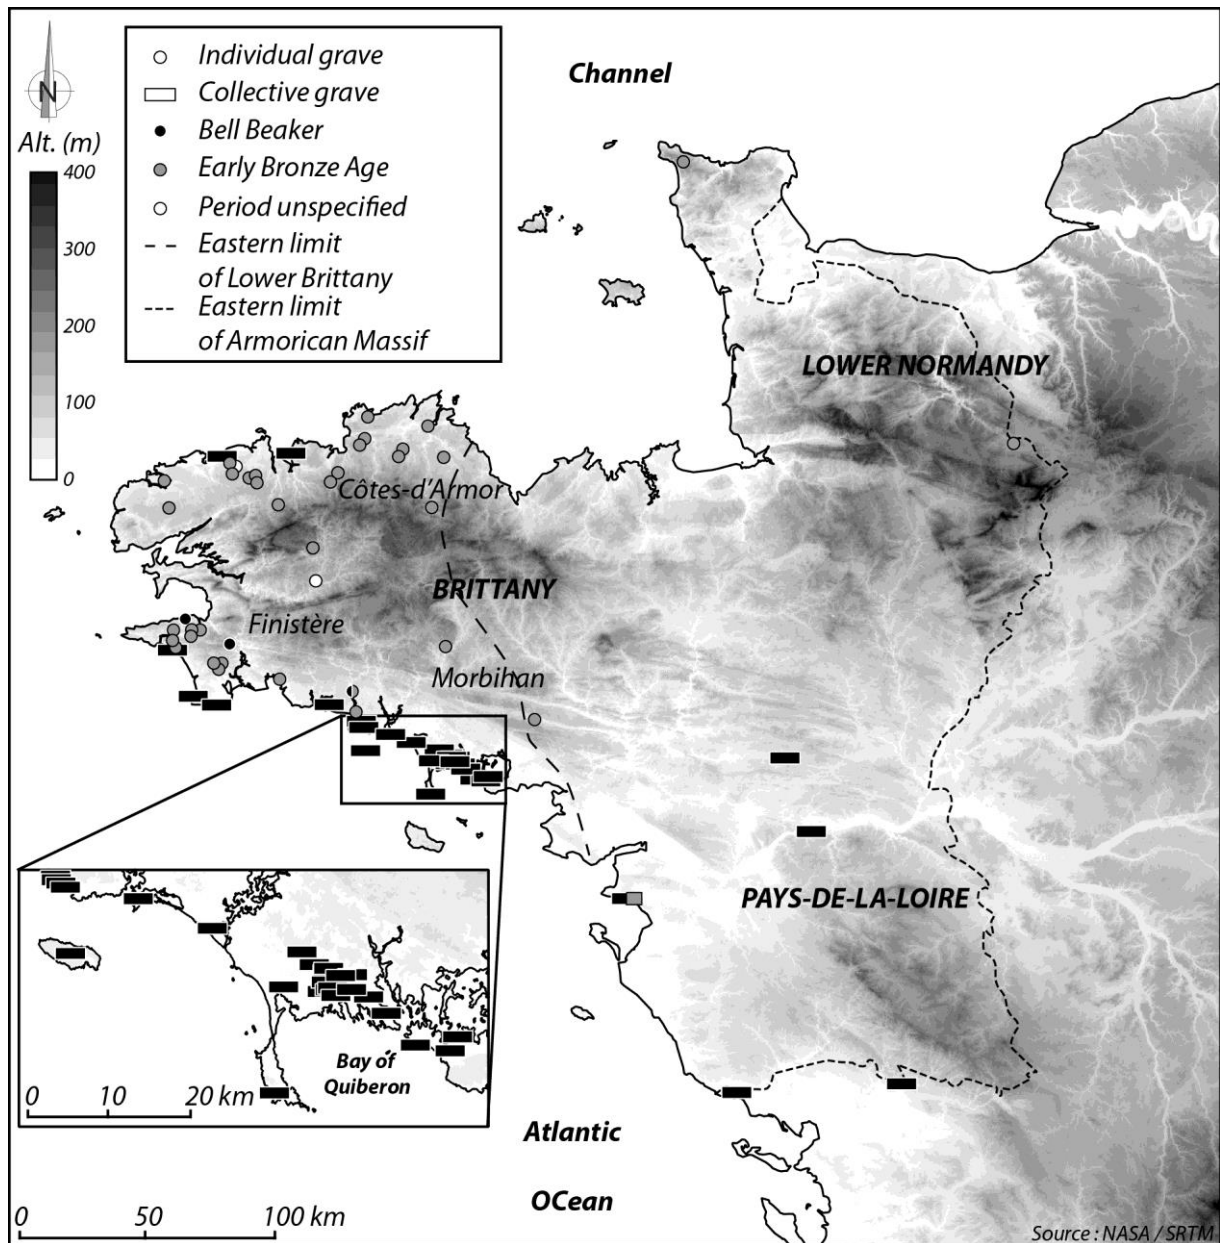 N
Alt. (m)
400
300
200
100
0
Individual grave
Collective grave
Bell Beaker
Early Bronze Age
Period unspecified
Eastern limit
of Lower Brittany
Eastern limit
of Armorican Massif
Channel
LOWER NORMANDY
Côtes-d'Armor
BRITTANY
Finistère
Morbihan
PAYS-DE-LA-LOIRE
Bay of
Quiberon
0 10 20 km
Atlantic
OCean
0 50 100 km
Source : NASA / SRTM